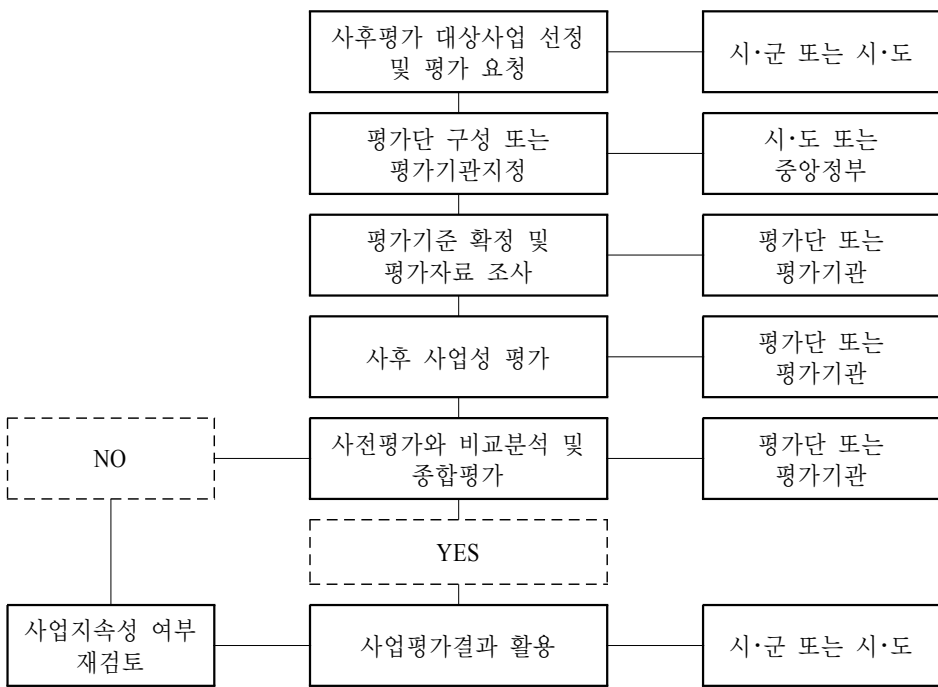 사후평가 대상사업 선정
및 평가 요청
시·군 또는 시·도
평가단 구성 또는
평가기관지정
시·도 또는
중앙정부
평가기준 확정 및
평가자료 조사
평가단 또는
평가기관
사후 사업성 평가
평가단 또는
평가기관
NO
사전평가와 비교분석 및
종합평가
평가단 또는
평가기관
YES
사업지속성 여부
재검토
사업평가결과 활용
시·군 또는 시·도